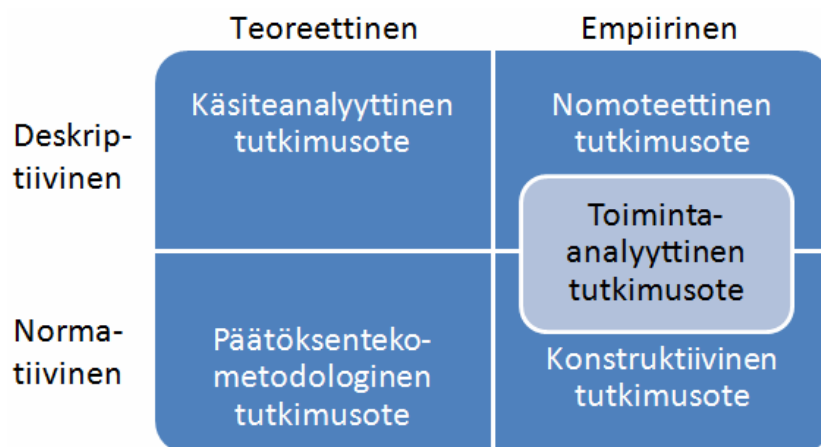 Teoreettinen
Empiirinen
Deskrip-
tiivinen
Käsiteanalyyttinen
tutkimusote
Nomoteettinen
tutkimusote
Toiminta-
analyyttinen
tutkimusote
Norma-
tiivinen
Päätöksenteko-
metodologinen
tutkimusote
Konstruktiivinen
tutkimusote